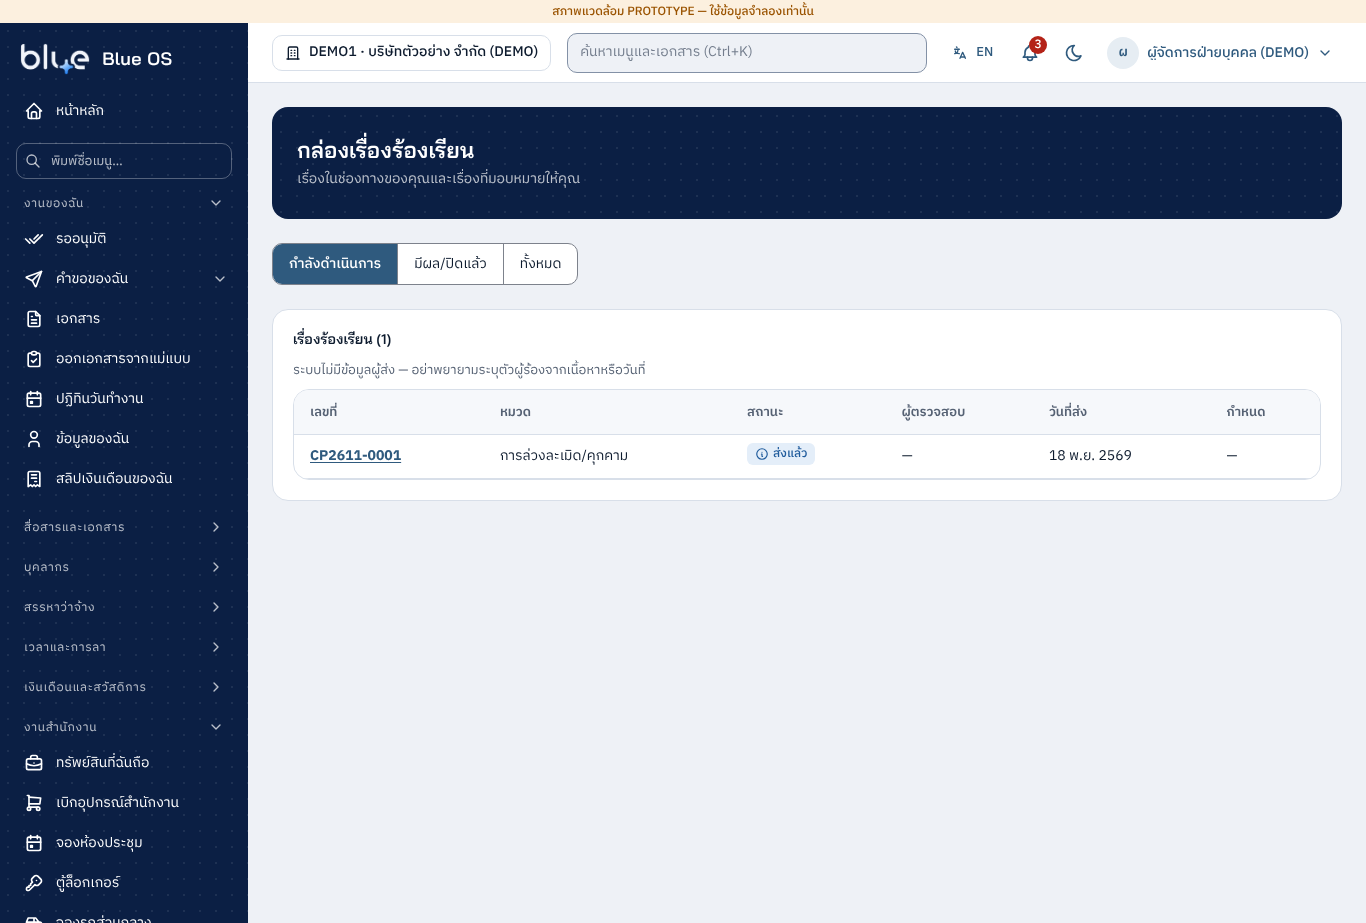 สภาพแวดล้อม PROTOTYPE — ใช้ข้อมูลจำลองเท่านั้น
blue Blue OS
DEMO1 · บริษัทตัวอย่าง จำกัด (DEMO)
ค้นหาเมนูและเอกสาร (Ctrl+K)
EN
3
ผ
ผู้จัดการฝ่ายบุคคล (DEMO)
หน้าหลัก
พิมพ์ชื่อเมนู...
งานของฉัน
รออนุมัติ
คำขอของฉัน
เอกสาร
ออกเอกสารจากแม่แบบ
ปฏิทินวันทำงาน
ข้อมูลของฉัน
สลิปเงินเดือนของฉัน
สื่อสารและเอกสาร
บุคลากร
สรรหาว่าจ้าง
เวลาและการลา
เงินเดือนและสวัสดิการ
งานสำนักงาน
ทรัพย์สินที่ฉันถือ
เบิกอุปกรณ์สำนักงาน
จองห้องประชุม
ตู้ล็อกเกอร์
จองรถส่วนกลาง
กล่องเรื่องร้องเรียน
เรื่องในช่องทางของคุณและเรื่องที่มอบหมายให้คุณ
กำลังดำเนินการ มีผล/ปิดแล้ว ทั้งหมด
เรื่องร้องเรียน (1)
ระบบไม่มีข้อมูลผู้ส่ง — อย่าพยายามระบุตัวผู้ร้องจากเนื้อหาหรือวันที่
เลขที่ หมวด สถานะ ผู้ตรวจสอบ วันที่ส่ง กำหนด
CP2611-0001 การล่วงละเมิด/คุกคาม ส่งแล้ว — 18 พ.ย. 2569 —